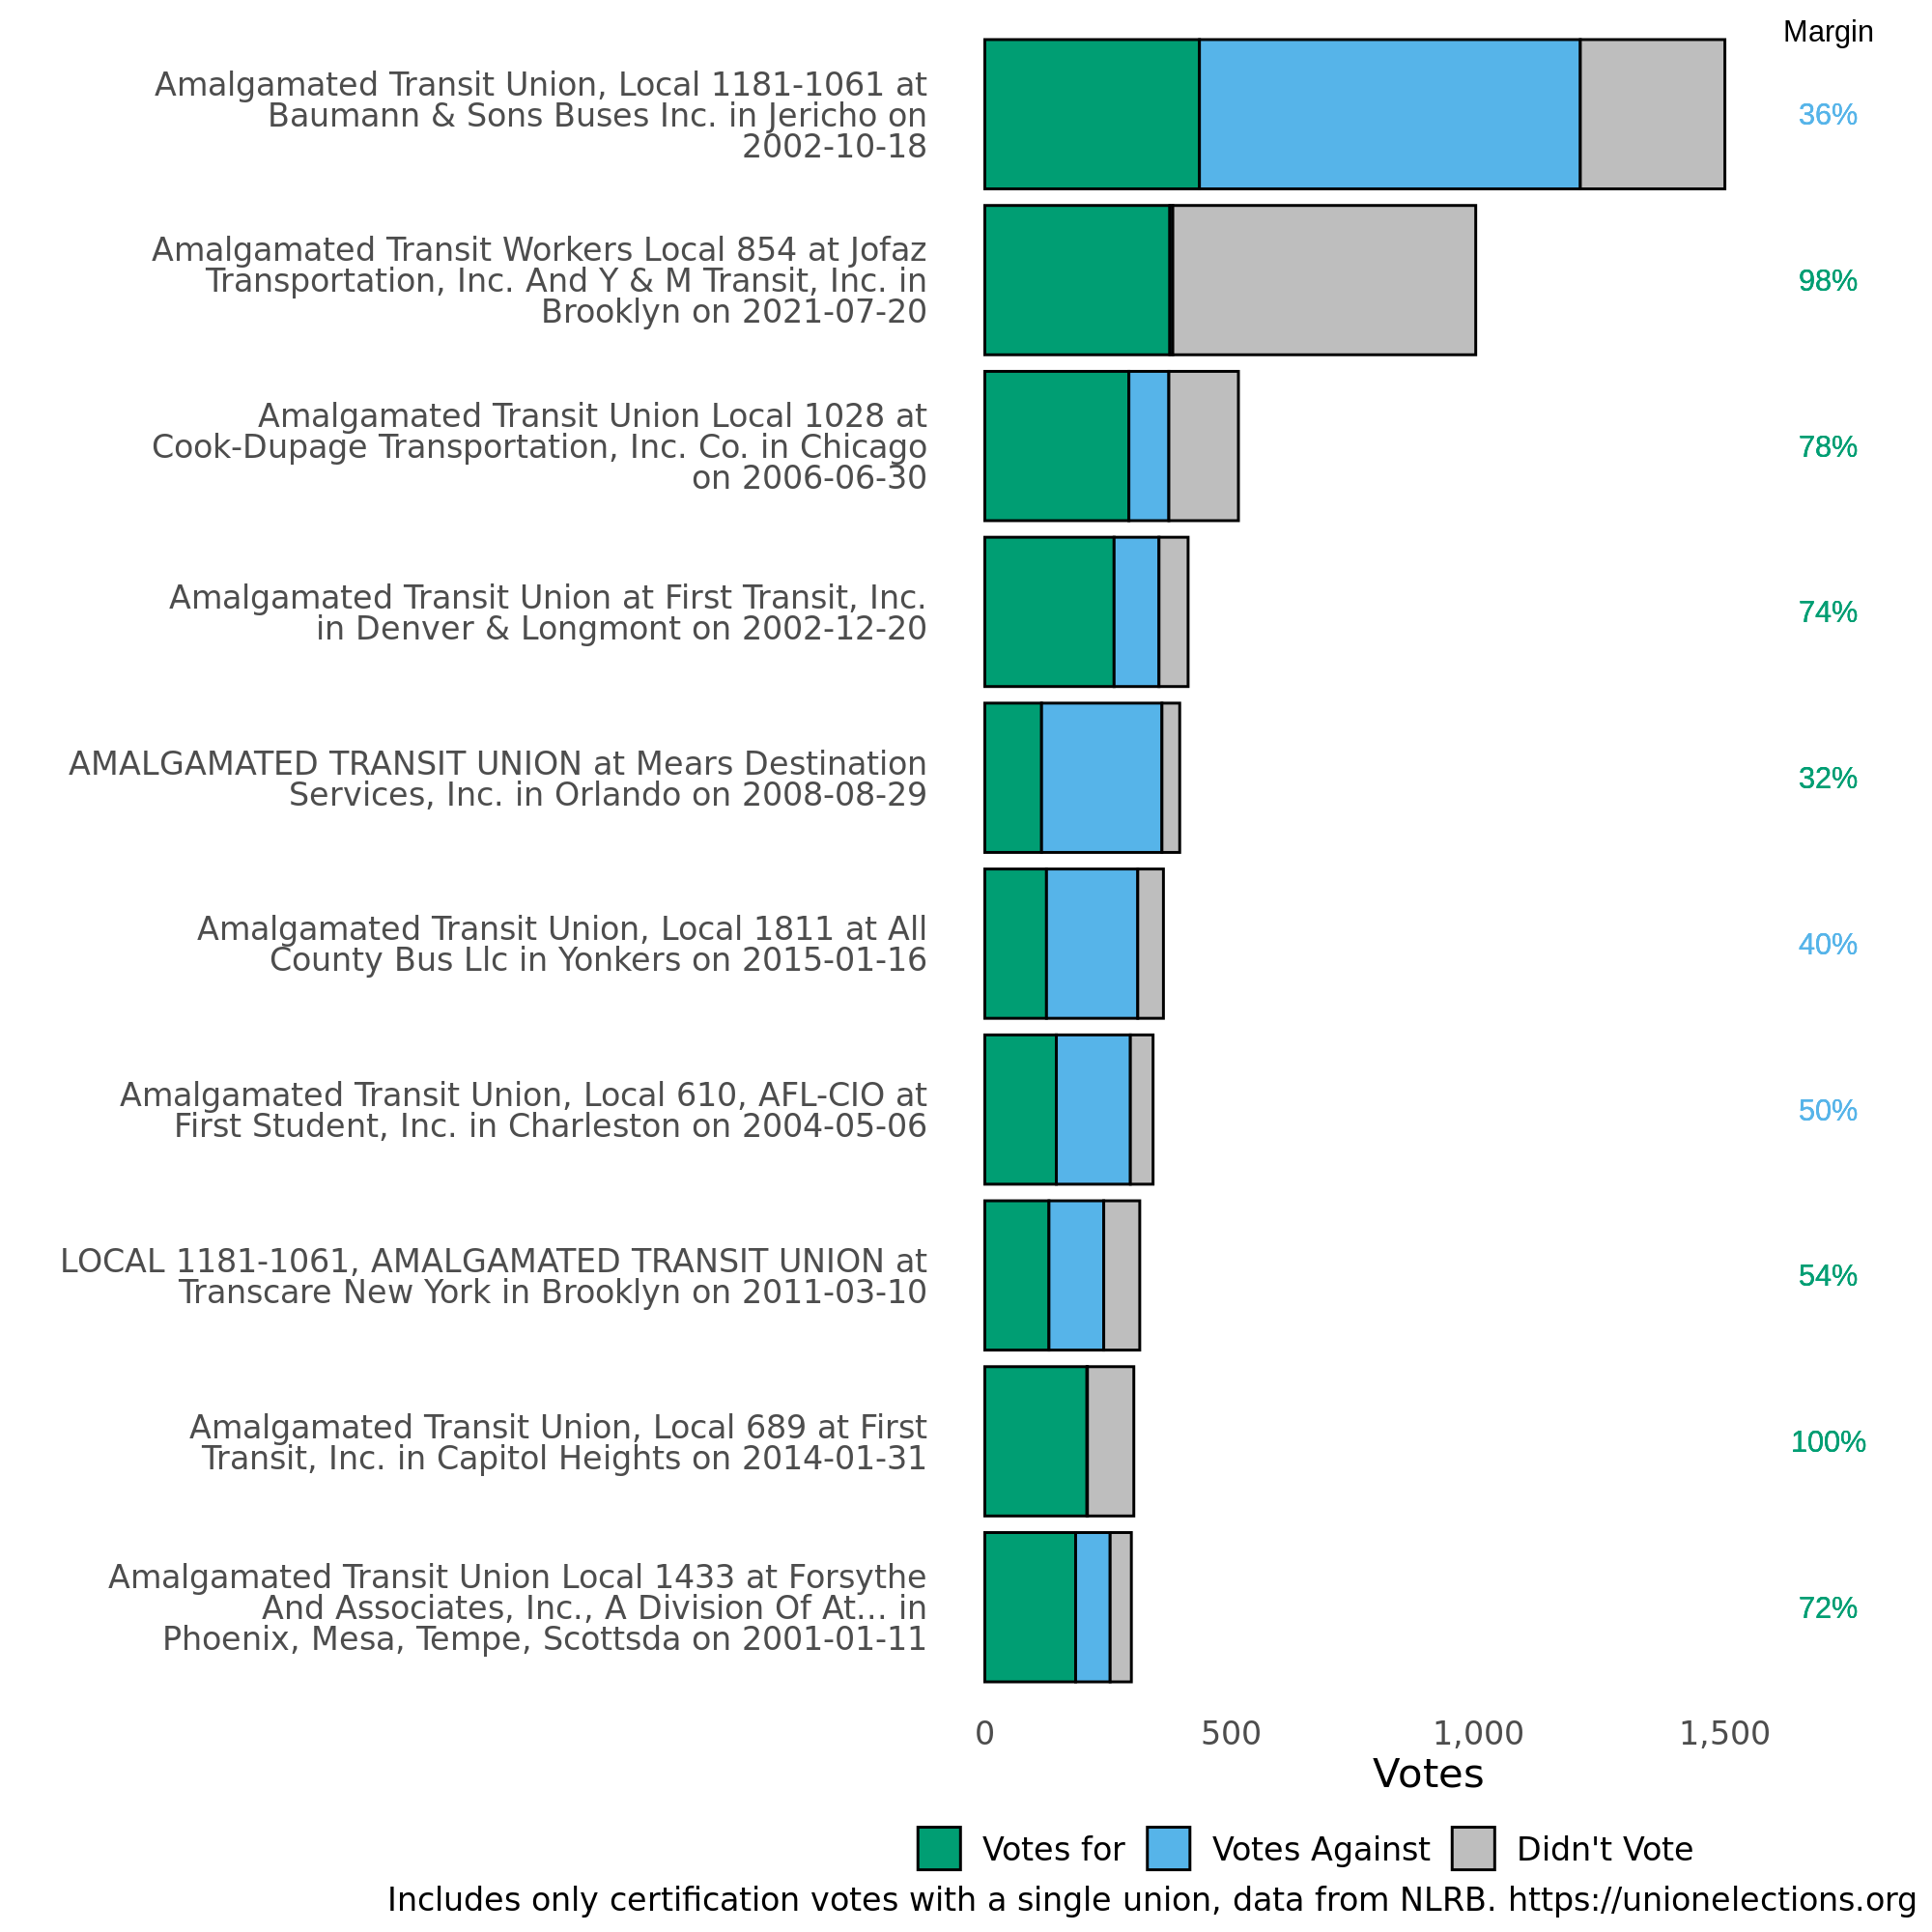 Margin
Amalgamated Transit Union, Local 1181-1061 at
Baumann & Sons Buses Inc. in Jericho on
2002-10-18
36%
Amalgamated Transit Workers Local 854 at Jofaz
Transportation, Inc. And Y & M Transit, Inc. in
Brooklyn on 2021-07-20
98%
Amalgamated Transit Union Local 1028 at
Cook-Dupage Transportation, Inc. Co. in Chicago
on 2006-06-30
78%
Amalgamated Transit Union at First Transit, Inc.
in Denver & Longmont on 2002-12-20
74%
AMALGAMATED TRANSIT UNION at Mears Destination
Services, Inc. in Orlando on 2008-08-29
32%
Amalgamated Transit Union, Local 1811 at All
County Bus Llc in Yonkers on 2015-01-16
40%
Amalgamated Transit Union, Local 610, AFL-CIO at
First Student, Inc. in Charleston on 2004-05-06
50%
LOCAL 1181-1061, AMALGAMATED TRANSIT UNION at
Transcare New York in Brooklyn on 2011-03-10
54%
Amalgamated Transit Union, Local 689 at First
Transit, Inc. in Capitol Heights on 2014-01-31
100%
Amalgamated Transit Union Local 1433 at Forsythe
And Associates, Inc., A Division Of At... in
Phoenix, Mesa, Tempe, Scottsda on 2001-01-11
72%
0 500 1,000 1,500
Votes
Votes for Votes Against Didn't Vote
Includes only certification votes with a single union, data from NLRB. https://unionelections.org